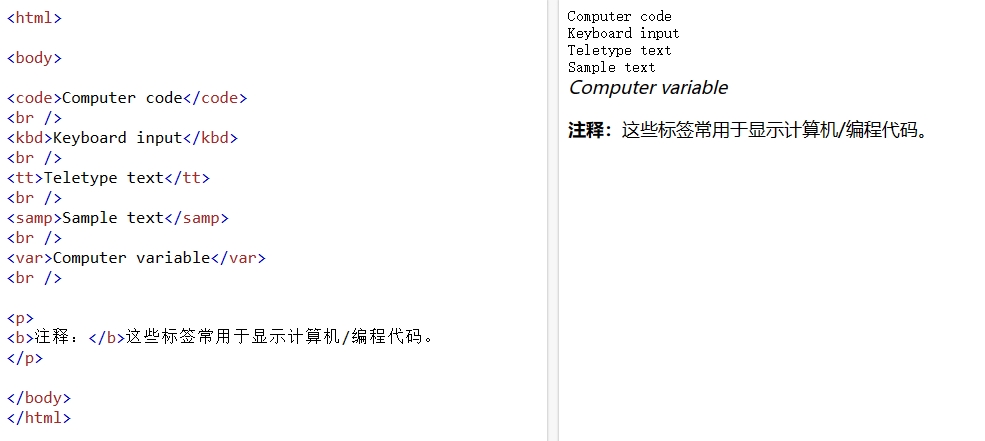 <html>
<body>
<code>Computer code</code>
<br />
<kbd>Keyboard input</kbd>
<br />
<tt>Teletype text</tt>
<br />
<samp>Sample text</samp>
<br />
<var>Computer variable</var>
<br />
<p>
<b>注释：</b>这些标签常用于显示计算机/编程代码。
</p>
</body>
</html>
Computer code
Keyboard input
Teletype text
Sample text
Computer variable
注释：这些标签常用于显示计算机/编程代码。